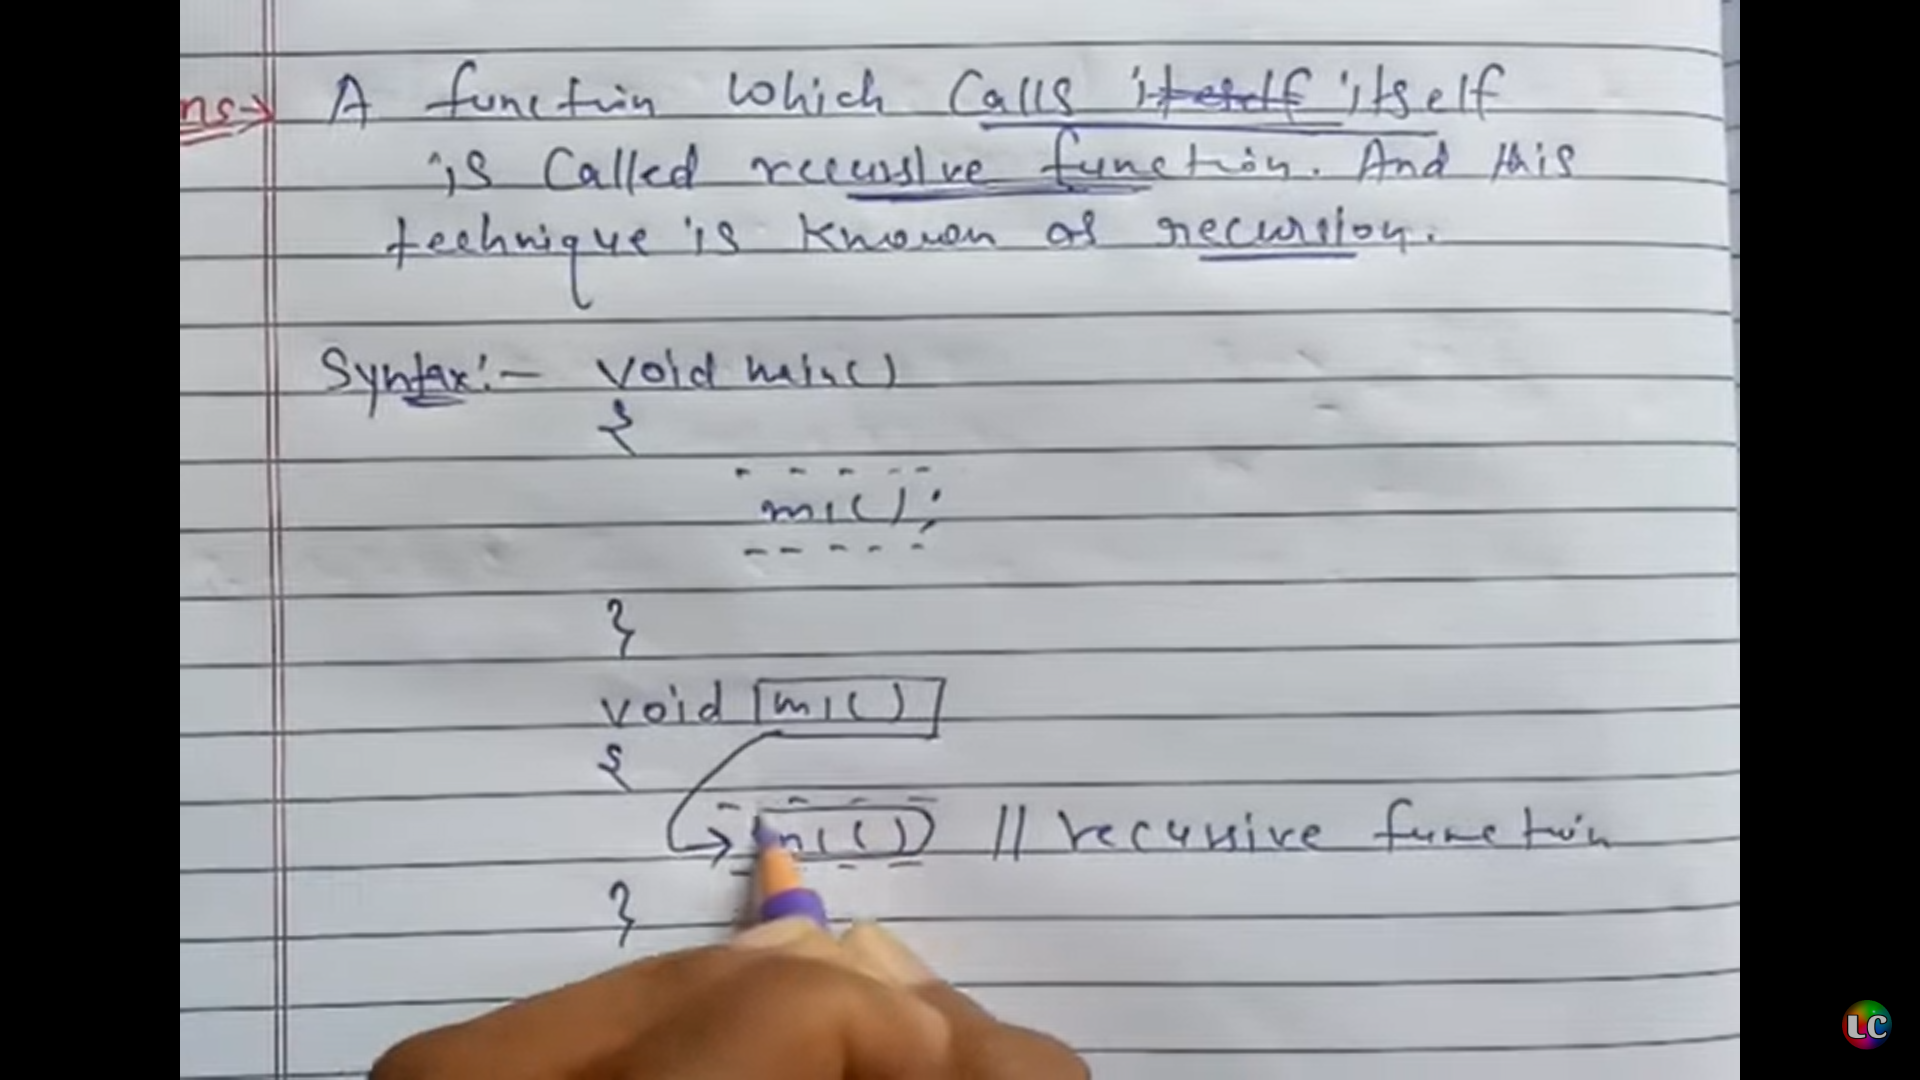 ns→ A function which calls itself itself
is called recursive function. And this
technique is known as recursion.
Syntax:- void main()
{
m1();
}
void m1()
{
m1() // recursive function
}
LC